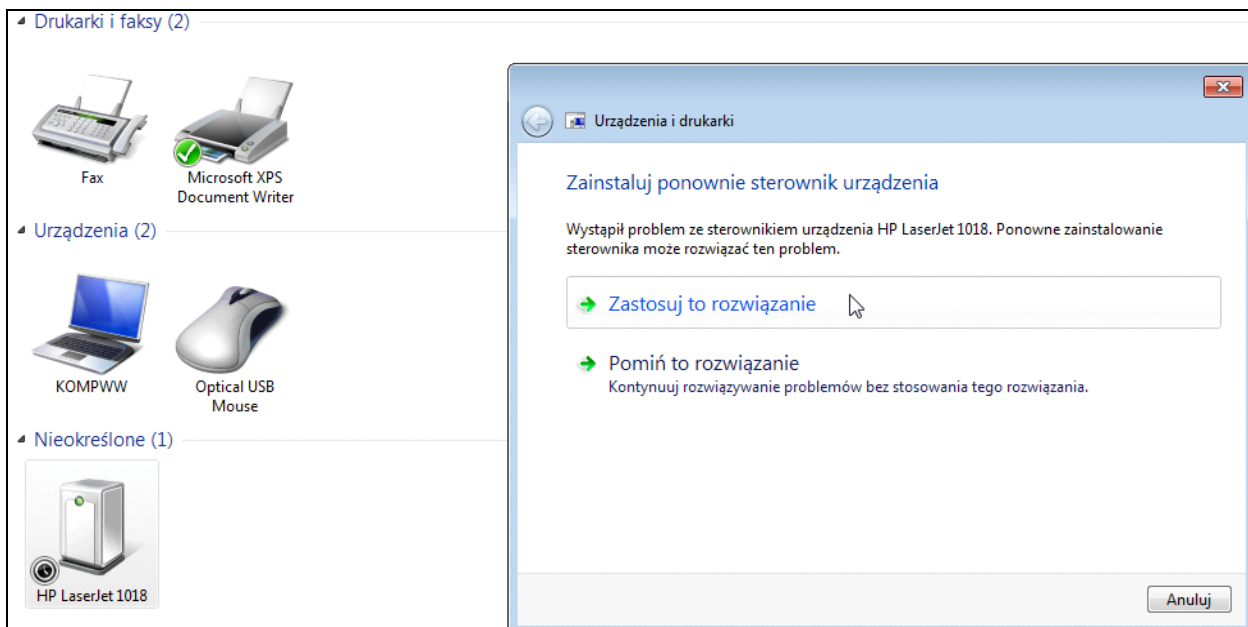 Drukarki i faksy (2)
Fax
Microsoft XPS
Document Writer
Urządzenia (2)
KOMPWW
Optical USB
Mouse
Nieokreślone (1)
HP LaserJet 1018
Urządzenia i drukarki
Zainstaluj ponownie sterownik urządzenia
Wystąpił problem ze sterownikiem urządzenia HP LaserJet 1018. Ponowne zainstalowanie
sterownika może rozwiązać ten problem.
Zastosuj to rozwiązanie
Pomiń to rozwiązanie
Kontynuuj rozwiązywanie problemów bez stosowania tego rozwiązania.
Anuluj